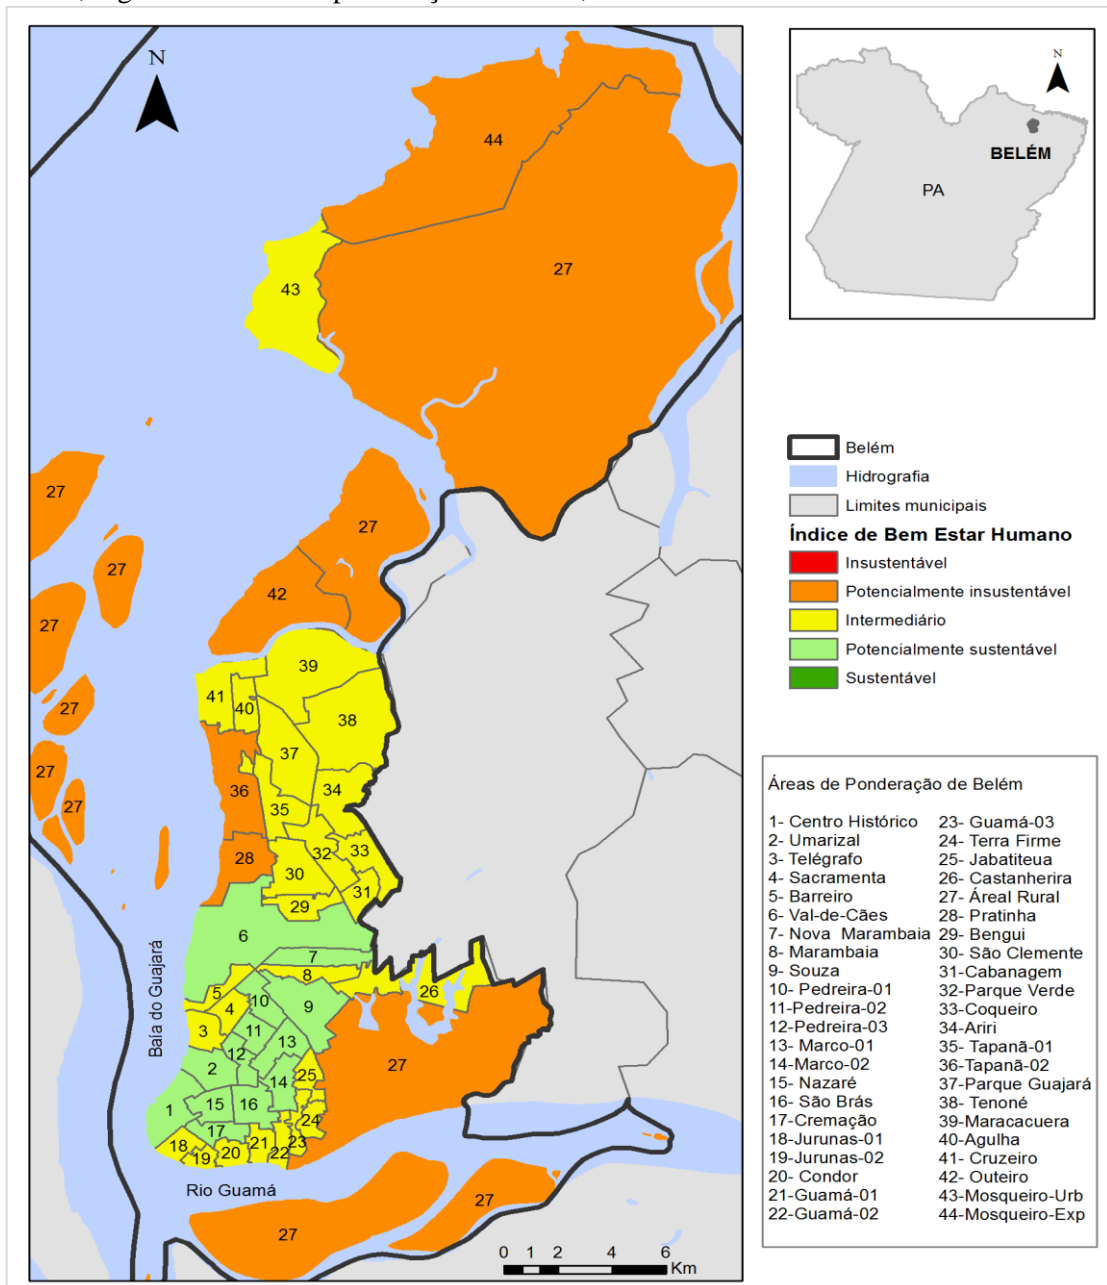 N
44
27
43
27
27
27
42
27
27
27
27
39
41
40
38
37
36
34
35
32
33
28
30
31
29
6
7
8
26
5
10
9
4
3
11
13
12
27
2
25
14
1
15
16
24
17
18
21
23
20
22
19
Baía do Guajará
Rio Guamá
27
27
0 1 2 4 6
Km
N
BELÉM
PA
Belém
Hidrografia
Limites municipais
Índice de Bem Estar Humano
Insustentável
Potencialmente insustentável
Intermediário
Potencialmente sustentável
Sustentável
Áreas de Ponderação de Belém
1- Centro Histórico
2- Umarizal
3- Telégrafo
4- Sacramenta
5- Barreiro
6- Val-de-Cães
7- Nova Marambaia
8- Marambaia
9- Souza
10- Pedreira-01
11-Pedreira-02
12-Pedreira-03
13- Marco-01
14-Marco-02
15- Nazaré
16- São Brás
17-Cremação
18-Jurunas-01
19-Jurunas-02
20- Condor
21-Guamá-01
22-Guamá-02
23- Guamá-03
24- Terra Firme
25- Jabatiteua
26- Castanherira
27- Áreal Rural
28- Pratinha
29- Bengui
30- São Clemente
31-Cabanagem
32-Parque Verde
33-Coqueiro
34-Ariri
35- Tapanã-01
36-Tapanã-02
37-Parque Guajará
38- Tenoné
39-Maracacuera
40-Agulha
41- Cruzeiro
42- Outeiro
43-Mosqueiro-Urb
44-Mosqueiro-Exp